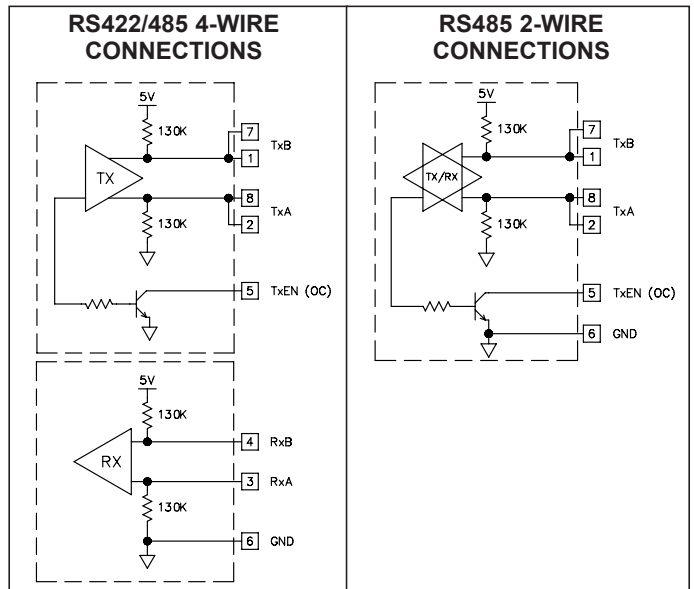 RS422/485 4-WIRE
CONNECTIONS
5V
130K
7
TxB
1
TX
8
TxA
2
130K
5 TxEN (OC)
5V
130K
4 RxB
RX
3 RxA
130K
6 GND
RS485 2-WIRE
CONNECTIONS
5V
130K
7
TxB
1
TX/RX
8
TxA
2
130K
5 TxEN (OC)
6 GND